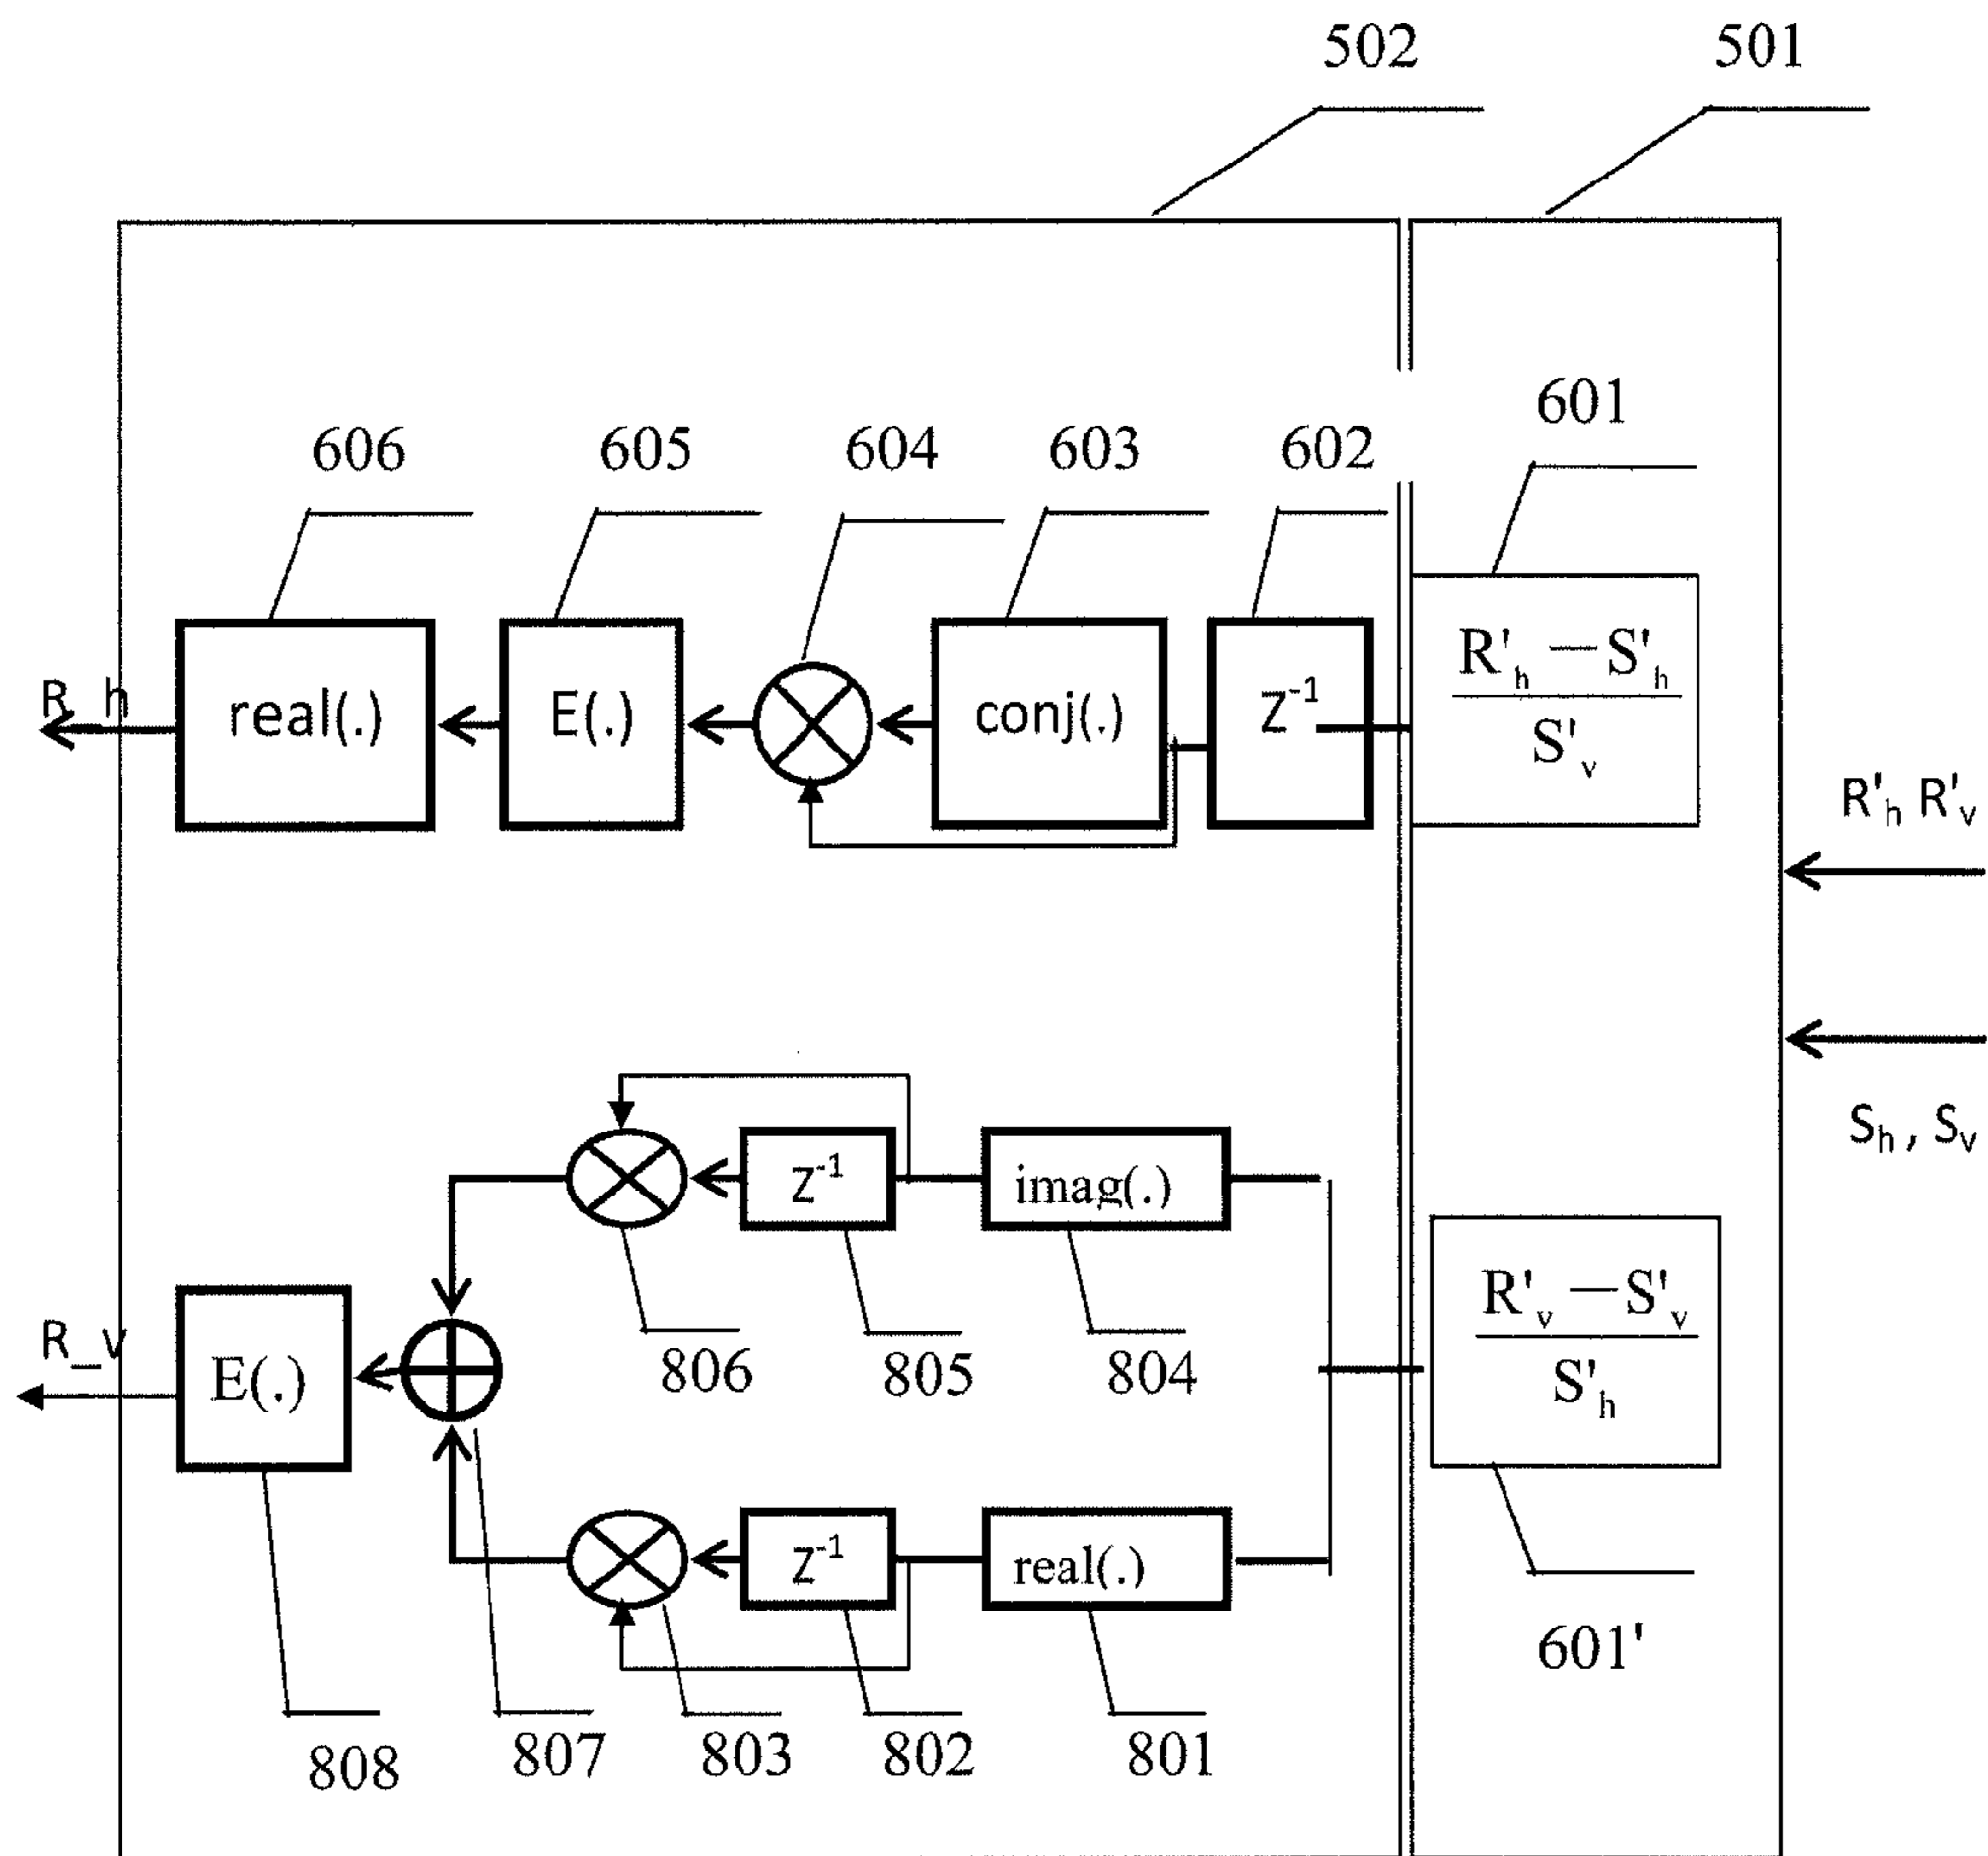 502 501
601
606 605 604 603 602
R_h real(.) E(.) conj(.) Z⁻¹ R'ₕ − S'ₕ
S'ᵥ
R'ₕ R'ᵥ
Sₕ , Sᵥ
Z⁻¹ imag(.)
R'ᵥ − S'ᵥ
S'ₕ
R_v E(.)
806 805 804
Z⁻¹ real(.)
601'
808 807 803 802 801